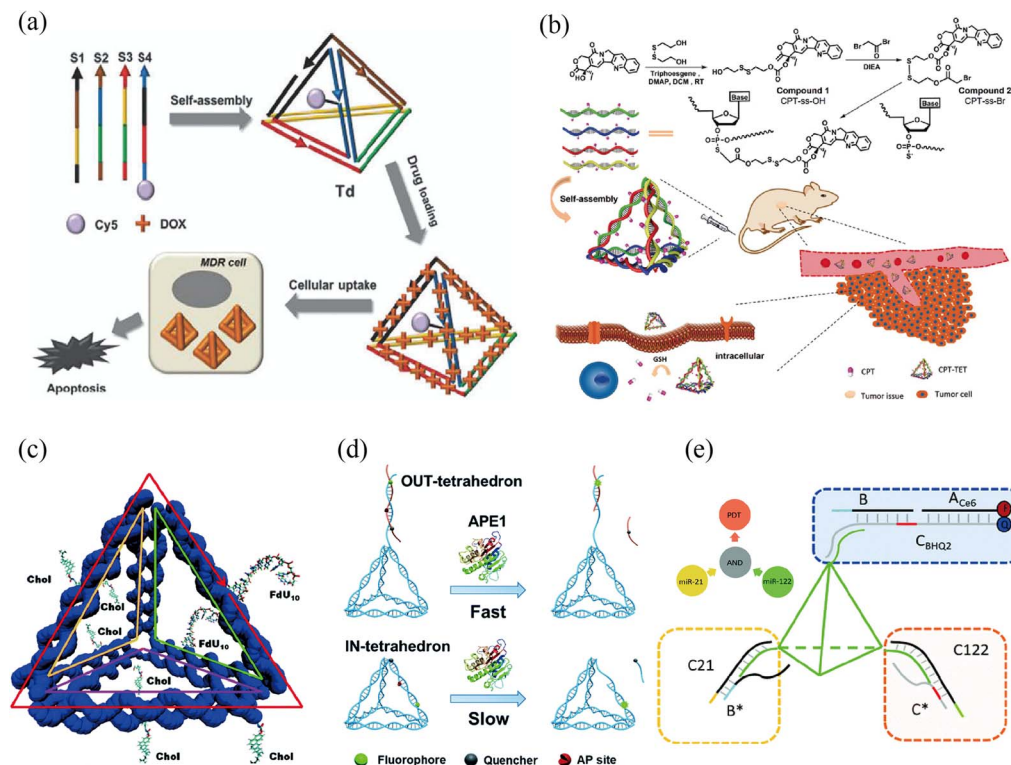 (a)
S1 S2 S3 S4
Self-assembly
Td
Drug loading
Cy5 DOX
MDR cell
Cellular uptake
Apoptosis
(b)
Triphosgene ,
DMAP, DCM , RT
Compound 1
CPT-ss-OH
DIEA
Compound 2
CPT-ss-Br
Base
Base
Self-assembly
GSH
intracellular
CPT
CPT-TET
Tumor issue
Tumor cell
(c)
Chol
Chol
Chol
Chol
Chol
Chol
FdU10
FdU10
(d)
OUT-tetrahedron
APE1
Fast
IN-tetrahedron
Slow
Fluorophore Quencher AP site
(e)
PDT
AND
miR-21
miR-122
B
ACe6
F
Q
CBHQ2
C21
B*
C122
C*